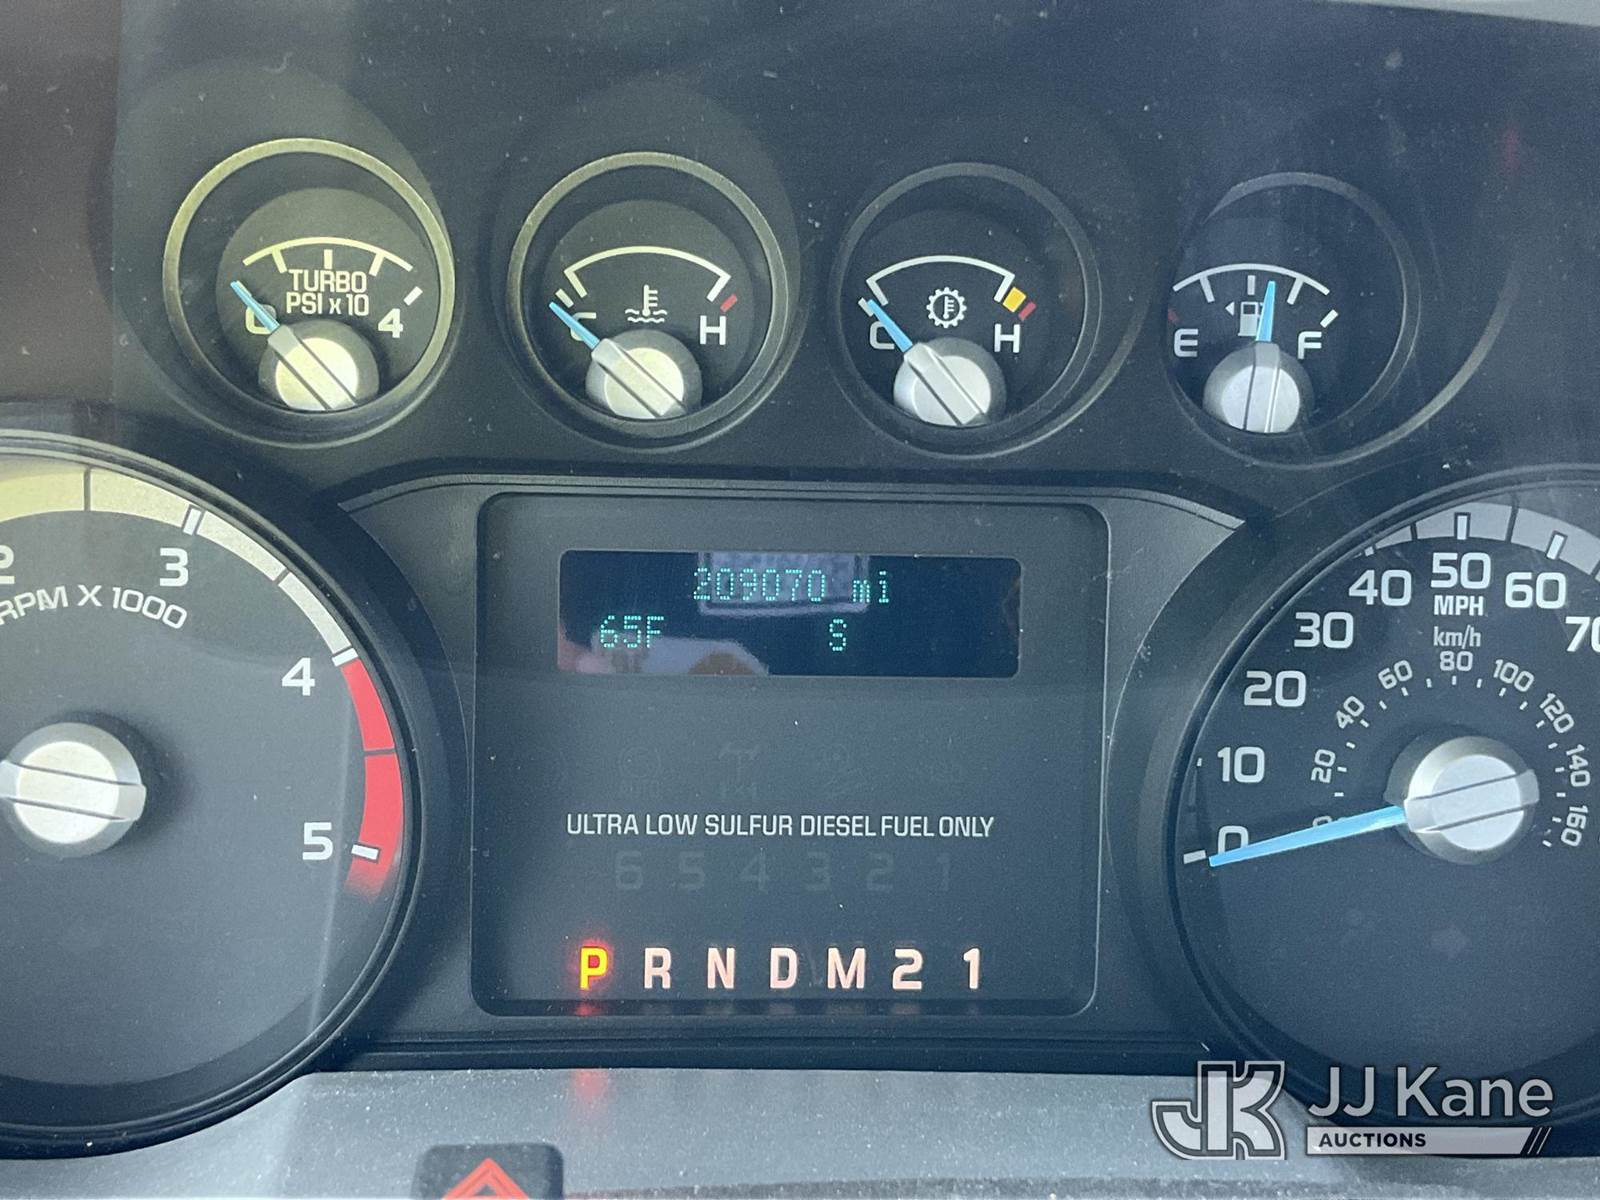 TURBO
PSI x 10
0 4
C H
C H
E F
2 3 4 5
RPM X 1000
209070 mi
65F S
ULTRA LOW SULFUR DIESEL FUEL ONLY
6 5 4 3 2 1
P R N D M 2 1
0 10 20 30 40 50 60 70
MPH
km/h
20 40 60 80 100 120 140 160
JK
JJ Kane
AUCTIONS